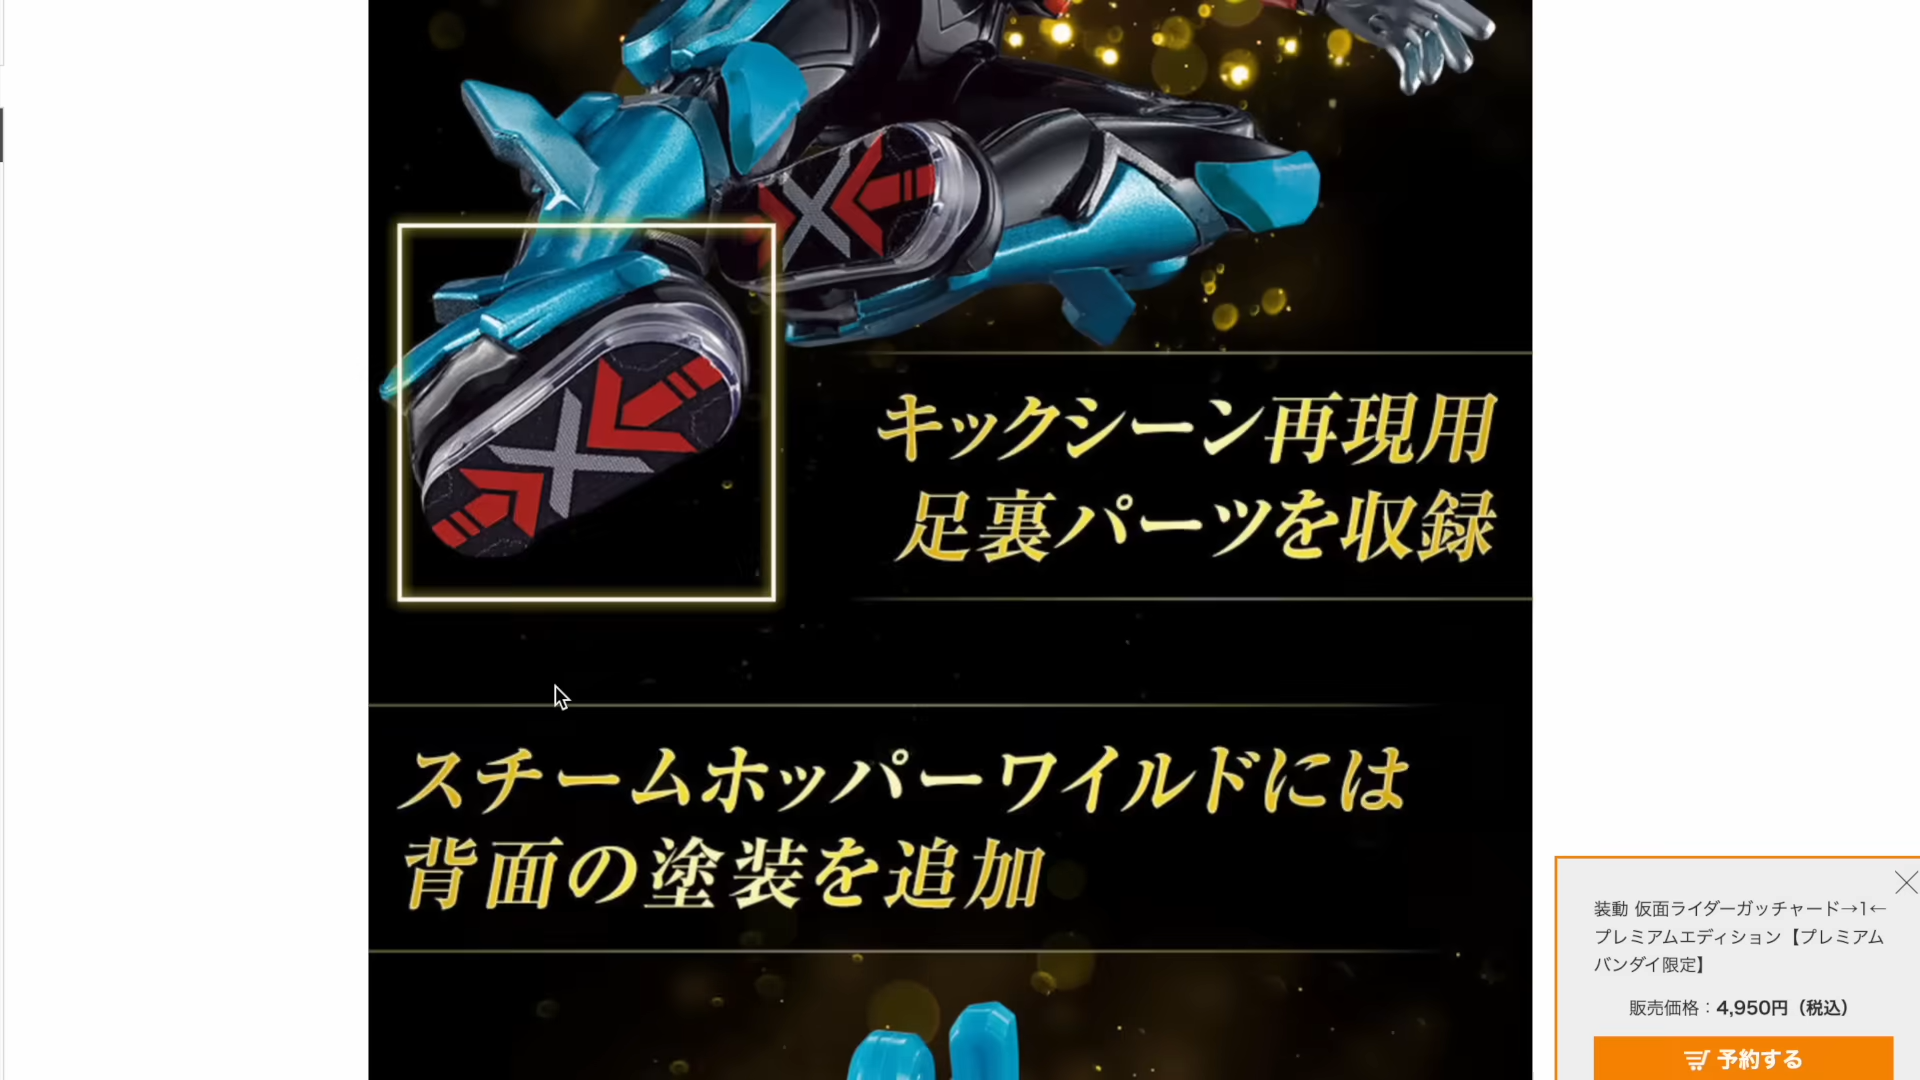 キックシーン再現用
足裏パーツを収録
スチームホッパーワイルドには
背面の塗装を追加
装動 仮面ライダーガッチャード→1←
プレミアムエディション【プレミアム
バンダイ限定】
販売価格：4,950円（税込）
予約する